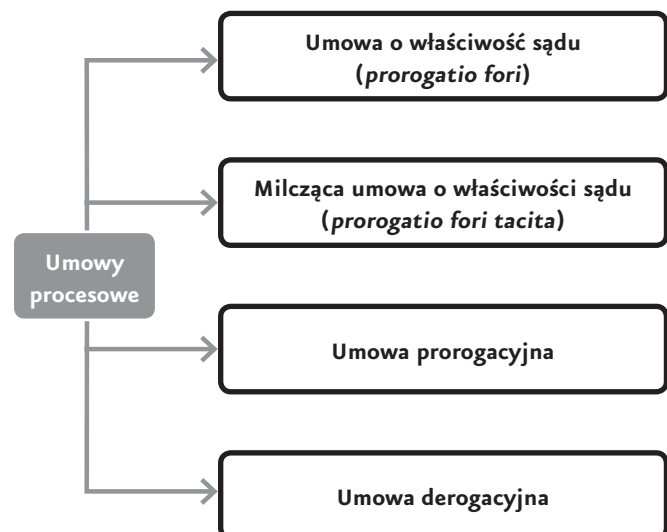 Umowa o właściwość sądu
(prorogatio fori)
Milcząca umowa o właściwości sądu
(prorogatio fori tacita)
Umowy
procesowe
Umowa prorogacyjna
Umowa derogacyjna